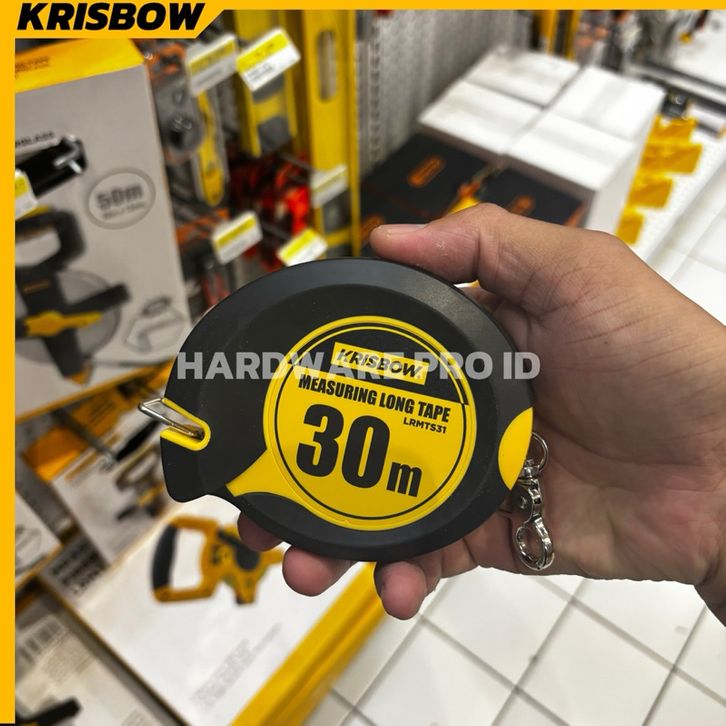 KRISBOW
50m
HARDWARE PRO ID
KRISBOW
MEASURING LONG TAPE
LRMTS31
30m